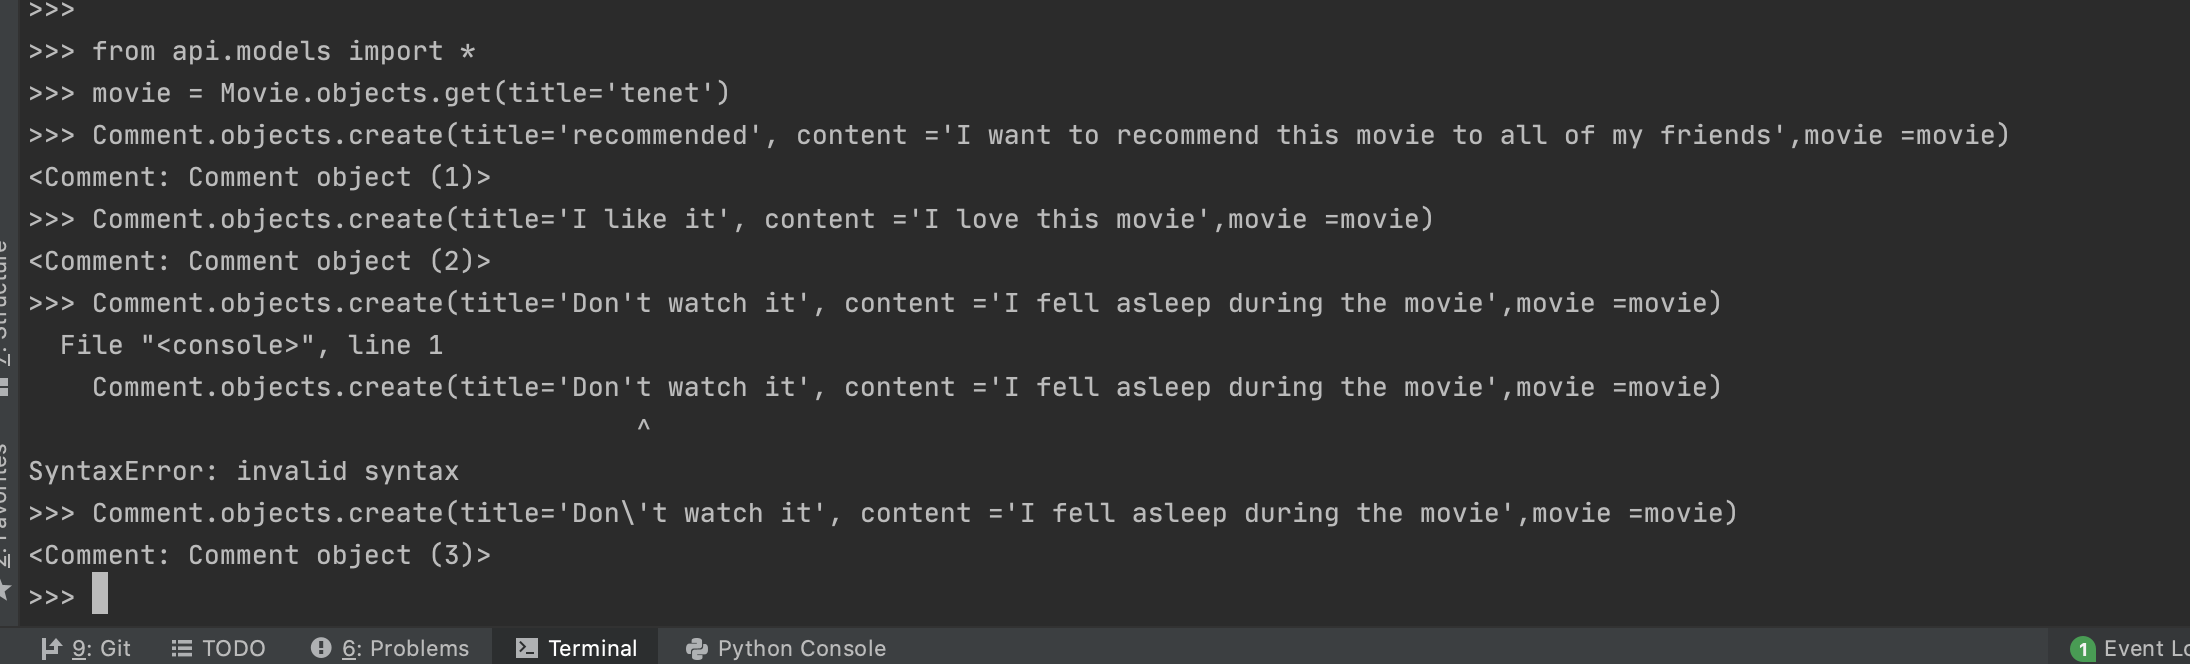 >>>
>>> from api.models import *
>>> movie = Movie.objects.get(title='tenet')
>>> Comment.objects.create(title='recommended', content ='I want to recommend this movie to all of my friends',movie =movie)
<Comment: Comment object (1)>
>>> Comment.objects.create(title='I like it', content ='I love this movie',movie =movie)
<Comment: Comment object (2)>
>>> Comment.objects.create(title='Don't watch it', content ='I fell asleep during the movie',movie =movie)
  File "<console>", line 1
    Comment.objects.create(title='Don't watch it', content ='I fell asleep during the movie',movie =movie)
                                      ^
SyntaxError: invalid syntax
>>> Comment.objects.create(title='Don\'t watch it', content ='I fell asleep during the movie',movie =movie)
<Comment: Comment object (3)>
>>>
7: Structure
2: Favorites
9: Git TODO 6: Problems Terminal Python Console 1 Event Lo